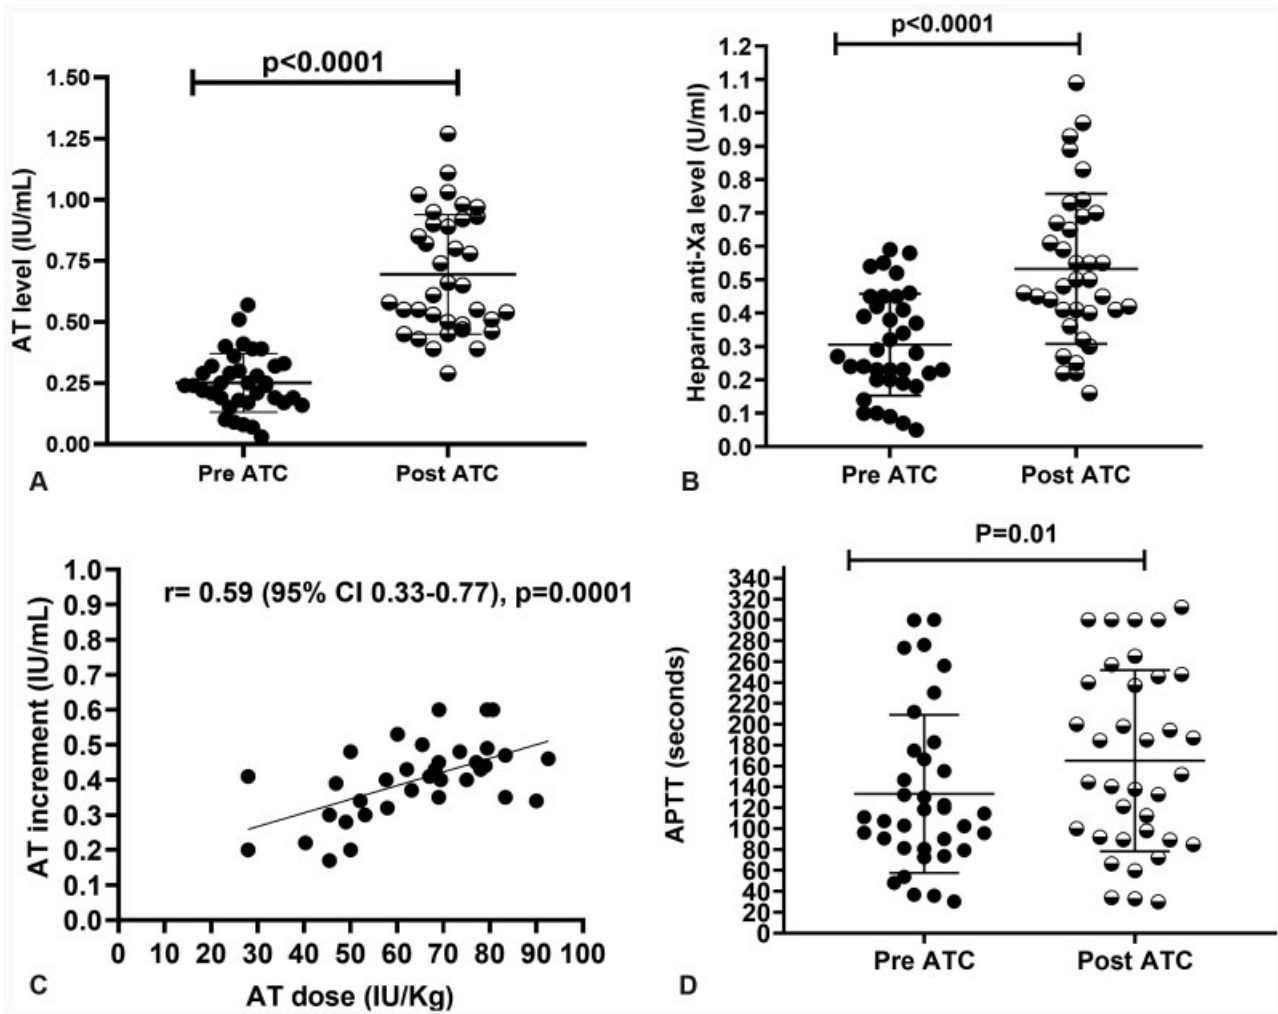 p<0.0001
AT level (IU/mL)
1.50
1.25
1.00
0.75
0.50
0.25
0.00
Pre ATC
Post ATC
A
p<0.0001
Heparin anti-Xa level (U/ml)
1.2
1.1
1.0
0.9
0.8
0.7
0.6
0.5
0.4
0.3
0.2
0.1
0.0
Pre ATC
Post ATC
B
r= 0.59 (95% CI 0.33-0.77), p=0.0001
AT increment (IU/mL)
1.0
0.9
0.8
0.7
0.6
0.5
0.4
0.3
0.2
0.1
0.0
0 10 20 30 40 50 60 70 80 90 100
AT dose (IU/Kg)
C
P=0.01
APTT (seconds)
340
320
300
280
260
240
220
200
180
160
140
120
100
80
60
40
20
0
Pre ATC
Post ATC
D